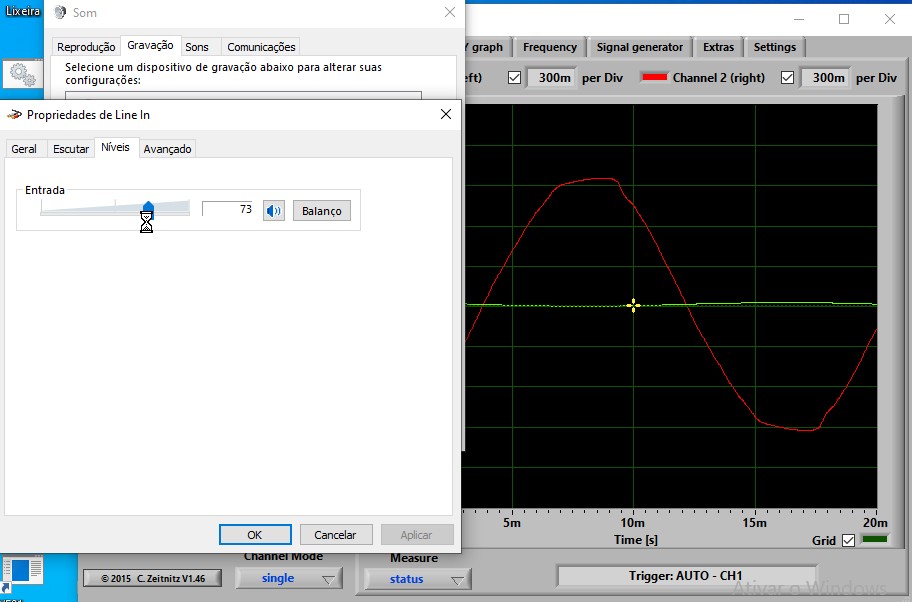 Lixeira
Som
Reprodução Gravação Sons Comunicações
Selecione um dispositivo de gravação abaixo para alterar suas
configurações:
graph Frequency Signal generator Extras Settings
300m per Div Channel 2 (right) 300m per Div
Propriedades de Line In
Geral Escutar Níveis Avançado
Entrada
73 Balanço
OK Cancelar Aplicar
5m 10m 15m 20m
Time [s] Grid
Channel Mode Measure
© 2015 C. Zeitnitz V1.46 single status Trigger: AUTO - CH1
Ativar o Windows